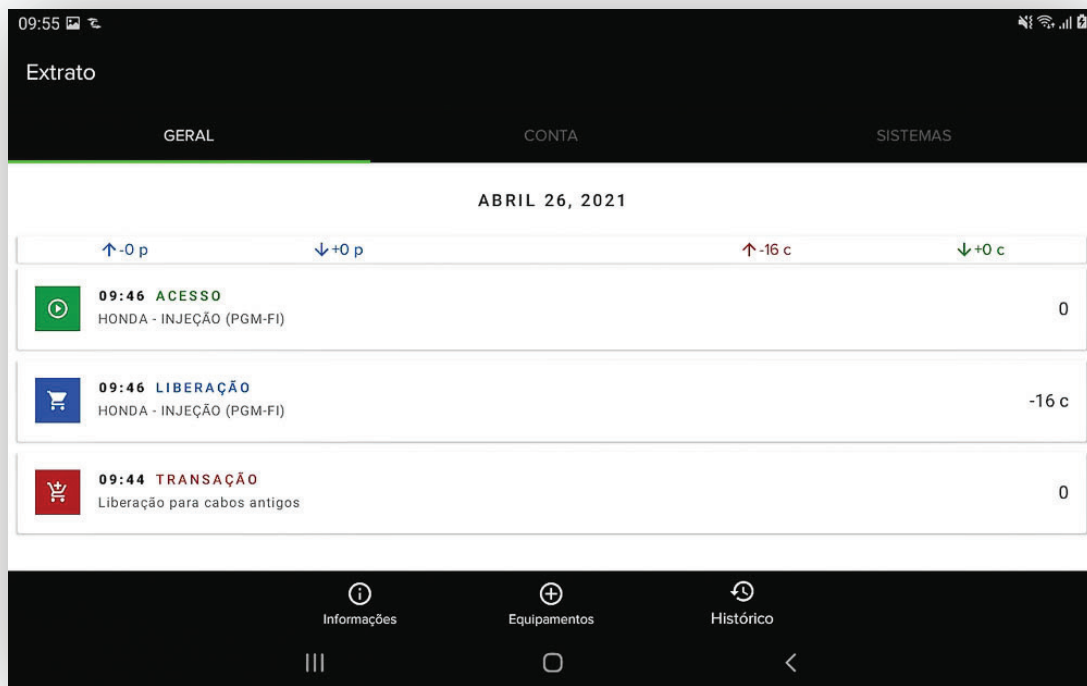 09:55
Extrato
GERAL CONTA SISTEMAS
ABRIL 26, 2021
-0 p +0 p -16 c +0 c
09:46 ACESSO
HONDA - INJEÇÃO (PGM-FI)
0
09:46 LIBERAÇÃO
HONDA - INJEÇÃO (PGM-FI)
-16 c
09:44 TRANSAÇÃO
Liberação para cabos antigos
0
Informações Equipamentos Histórico